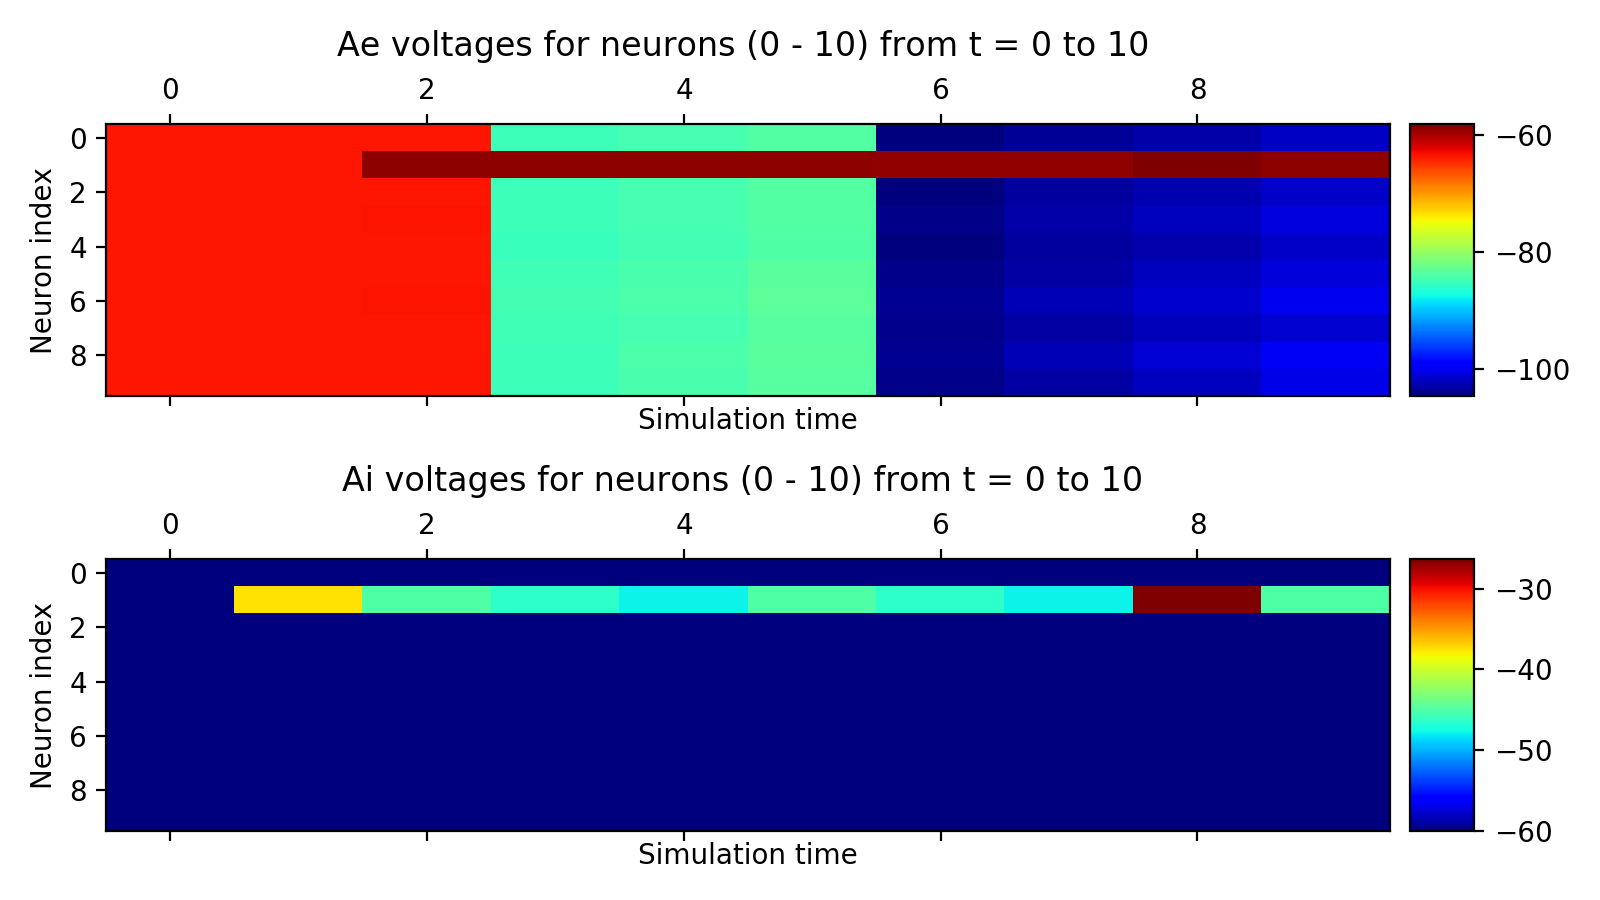 Ae voltages for neurons (0 - 10) from t = 0 to 10
0 2 4 6 8
0
2
4
6
8
Neuron index
Simulation time
−60
−80
−100
Ai voltages for neurons (0 - 10) from t = 0 to 10
0 2 4 6 8
0
2
4
6
8
Neuron index
Simulation time
−30
−40
−50
−60